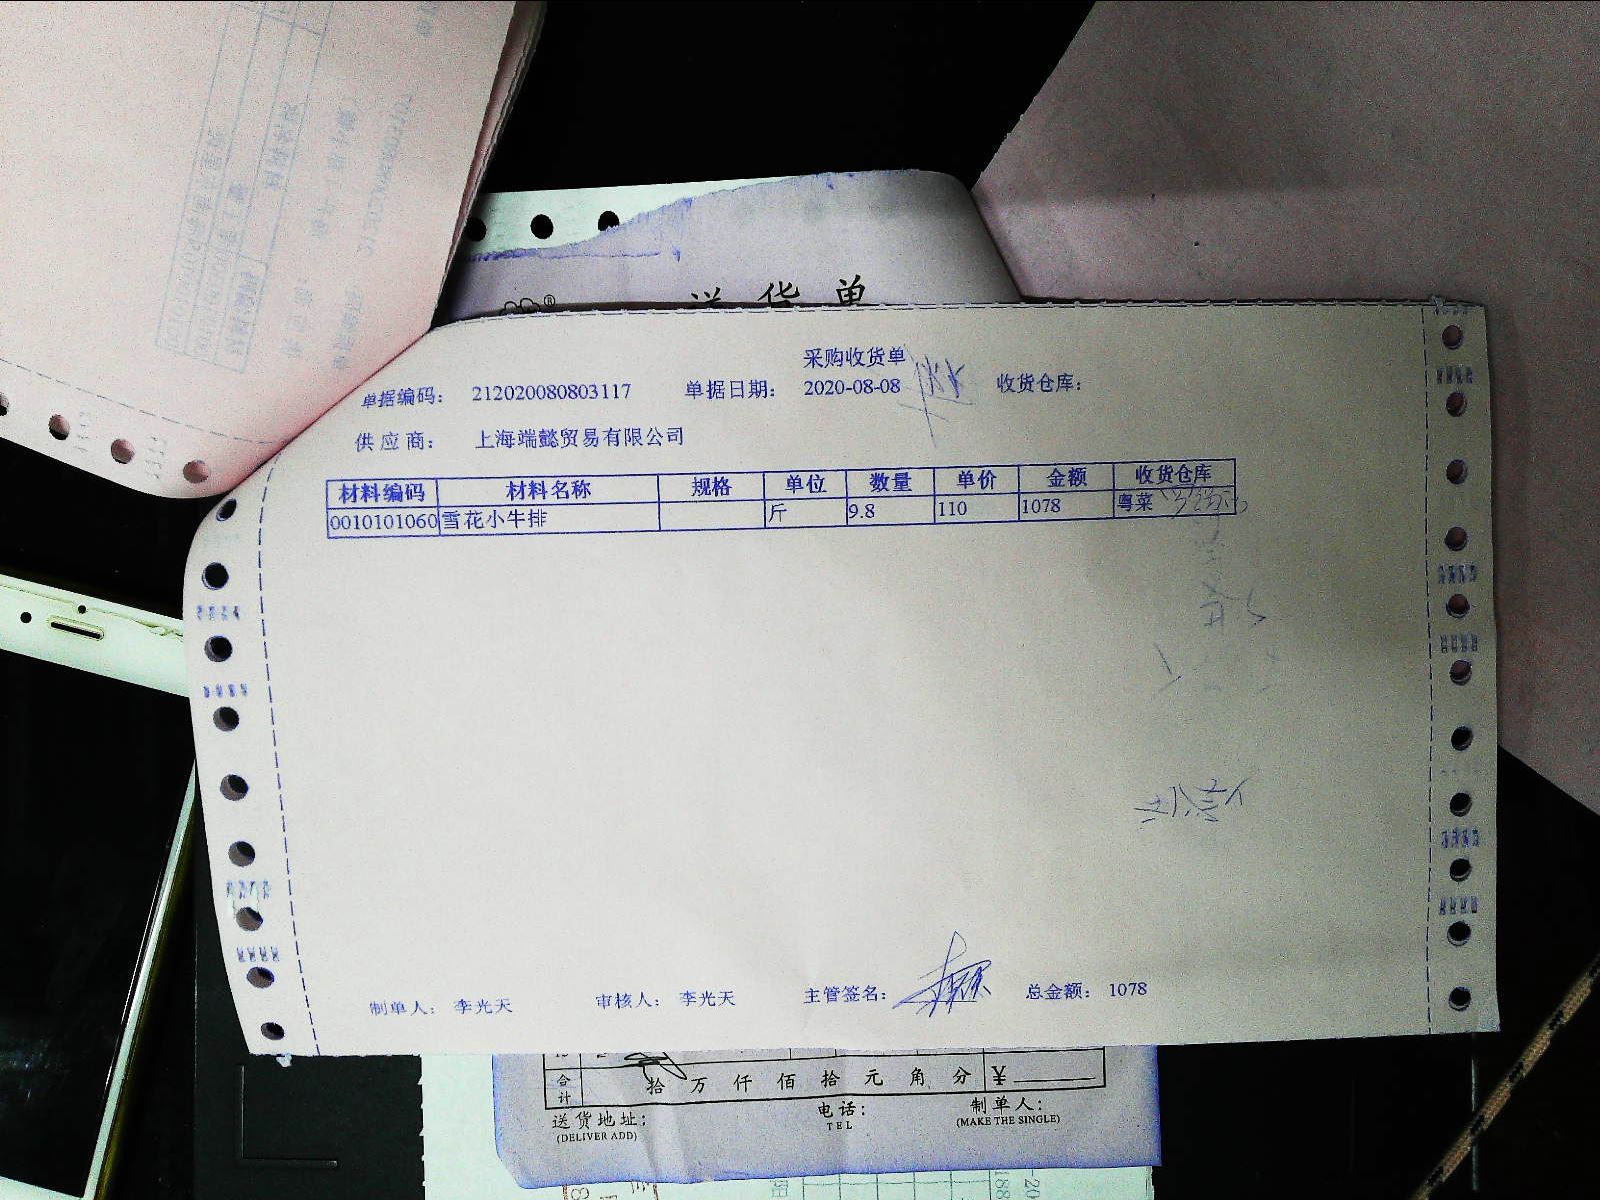 送 货 单
采购收货单
单据编码: 212020080803117 单据日期: 2020-08-08 收货仓库:
供应商: 上海端懿贸易有限公司
材料编码 材料名称 规格 单位 数量 单价 金额 收货仓库
0010101060 雪花小牛排 斤 9.8 110 1078 粤菜
制单人: 李光天 审核人: 李光天 主管签名: 总金额: 1078
合计 拾 万 仟 佰 拾 元 角 分 ¥
送货地址: 电话: 制单人:
(DELIVER ADD) TEL (MAKE THE SINGLE)